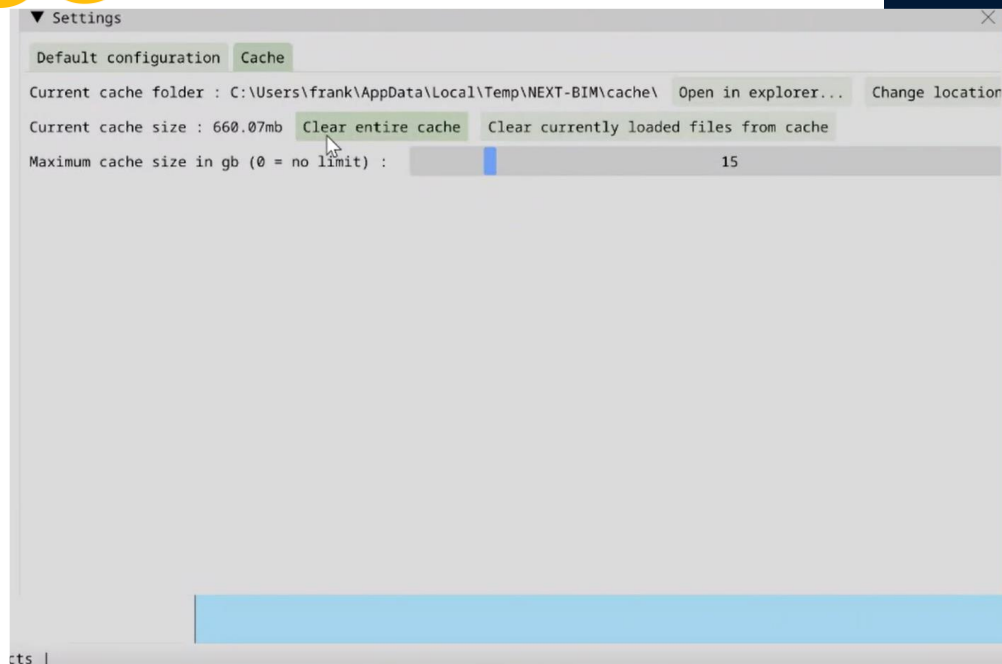 ▼ Settings
Default configuration Cache
Current cache folder : C:\Users\frank\AppData\Local\Temp\NEXT-BIM\cache\ Open in explorer... Change location
Current cache size : 660.07mb Clear entire cache Clear currently loaded files from cache
Maximum cache size in gb (0 = no limit) : 15
cts |